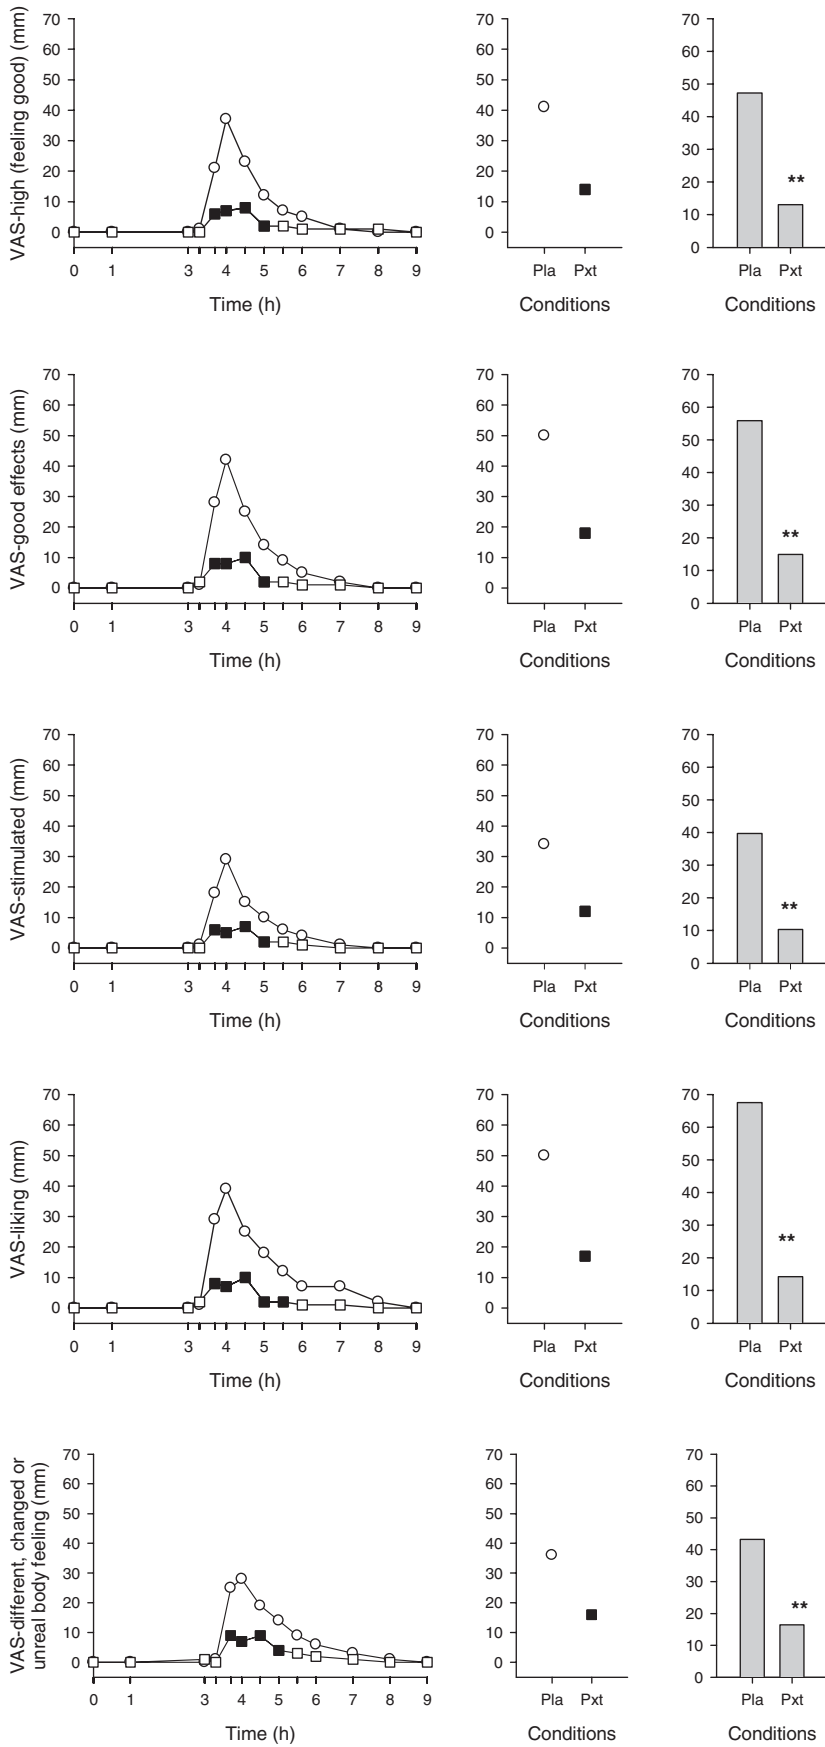 VAS-high (feeling good) (mm)
70 70 70
60 60 60
50 50 50
40 40 40
30 30 30
20 20 20
10 10 10
0 0 0
**
0 1 3 4 5 6 7 8 9 Pla Pxt Pla Pxt
Time (h) Conditions Conditions
VAS-good effects (mm)
70 70 70
60 60 60
50 50 50
40 40 40
30 30 30
20 20 20
10 10 10
0 0 0
**
0 1 3 4 5 6 7 8 9 Pla Pxt Pla Pxt
Time (h) Conditions Conditions
VAS-stimulated (mm)
70 70 70
60 60 60
50 50 50
40 40 40
30 30 30
20 20 20
10 10 10
0 0 0
**
0 1 3 4 5 6 7 8 9 Pla Pxt Pla Pxt
Time (h) Conditions Conditions
VAS-liking (mm)
70 70 70
60 60 60
50 50 50
40 40 40
30 30 30
20 20 20
10 10 10
0 0 0
**
0 1 3 4 5 6 7 8 9 Pla Pxt Pla Pxt
Time (h) Conditions Conditions
VAS-different, changed or
unreal body feeling (mm)
70 70 70
60 60 60
50 50 50
40 40 40
30 30 30
20 20 20
10 10 10
0 0 0
**
0 1 3 4 5 6 7 8 9 Pla Pxt Pla Pxt
Time (h) Conditions Conditions